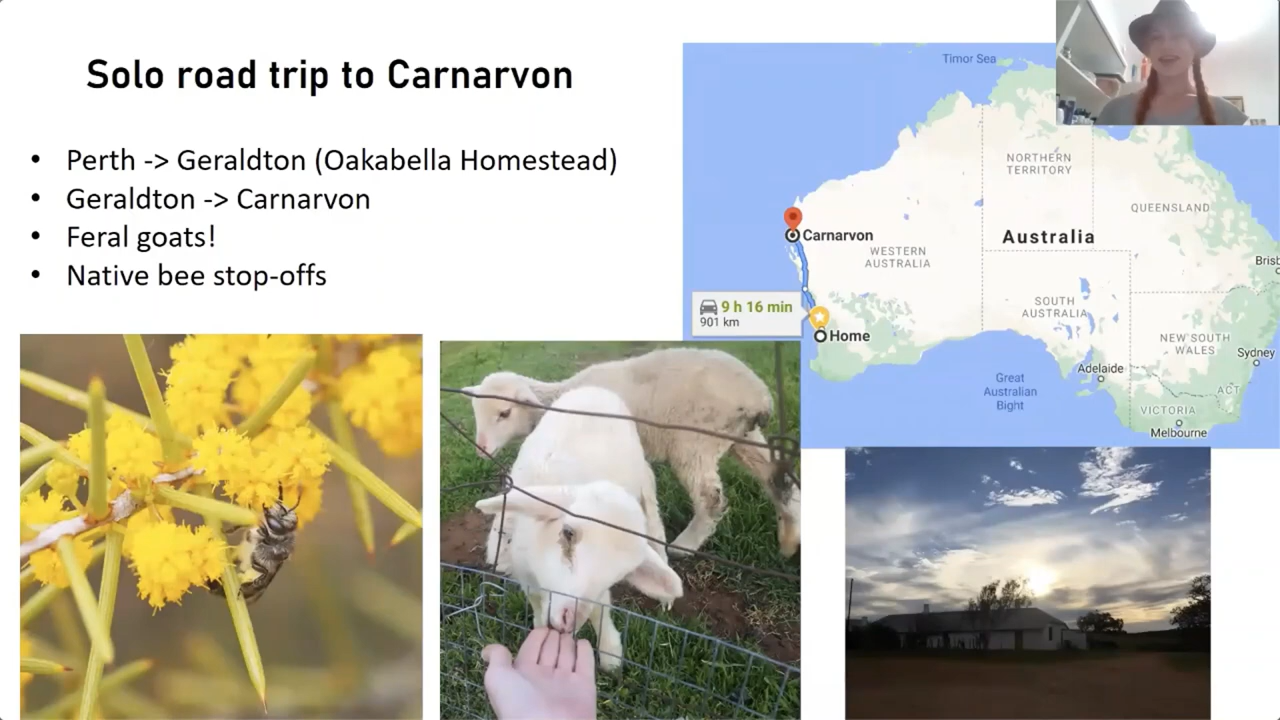 Solo road trip to Carnarvon
• Perth -> Geraldton (Oakabella Homestead)
• Geraldton -> Carnarvon
• Feral goats!
• Native bee stop-offs
Timor Sea
NORTHERN
TERRITORY
QUEENSLAND
Carnarvon
Australia
WESTERN
AUSTRALIA
Brisb
9 h 16 min
901 km
SOUTH
AUSTRALIA
Home
NEW SOUTH
WALES
Sydney
Adelaide
Great
Australian
Bight
ACT
VICTORIA
Melbourne